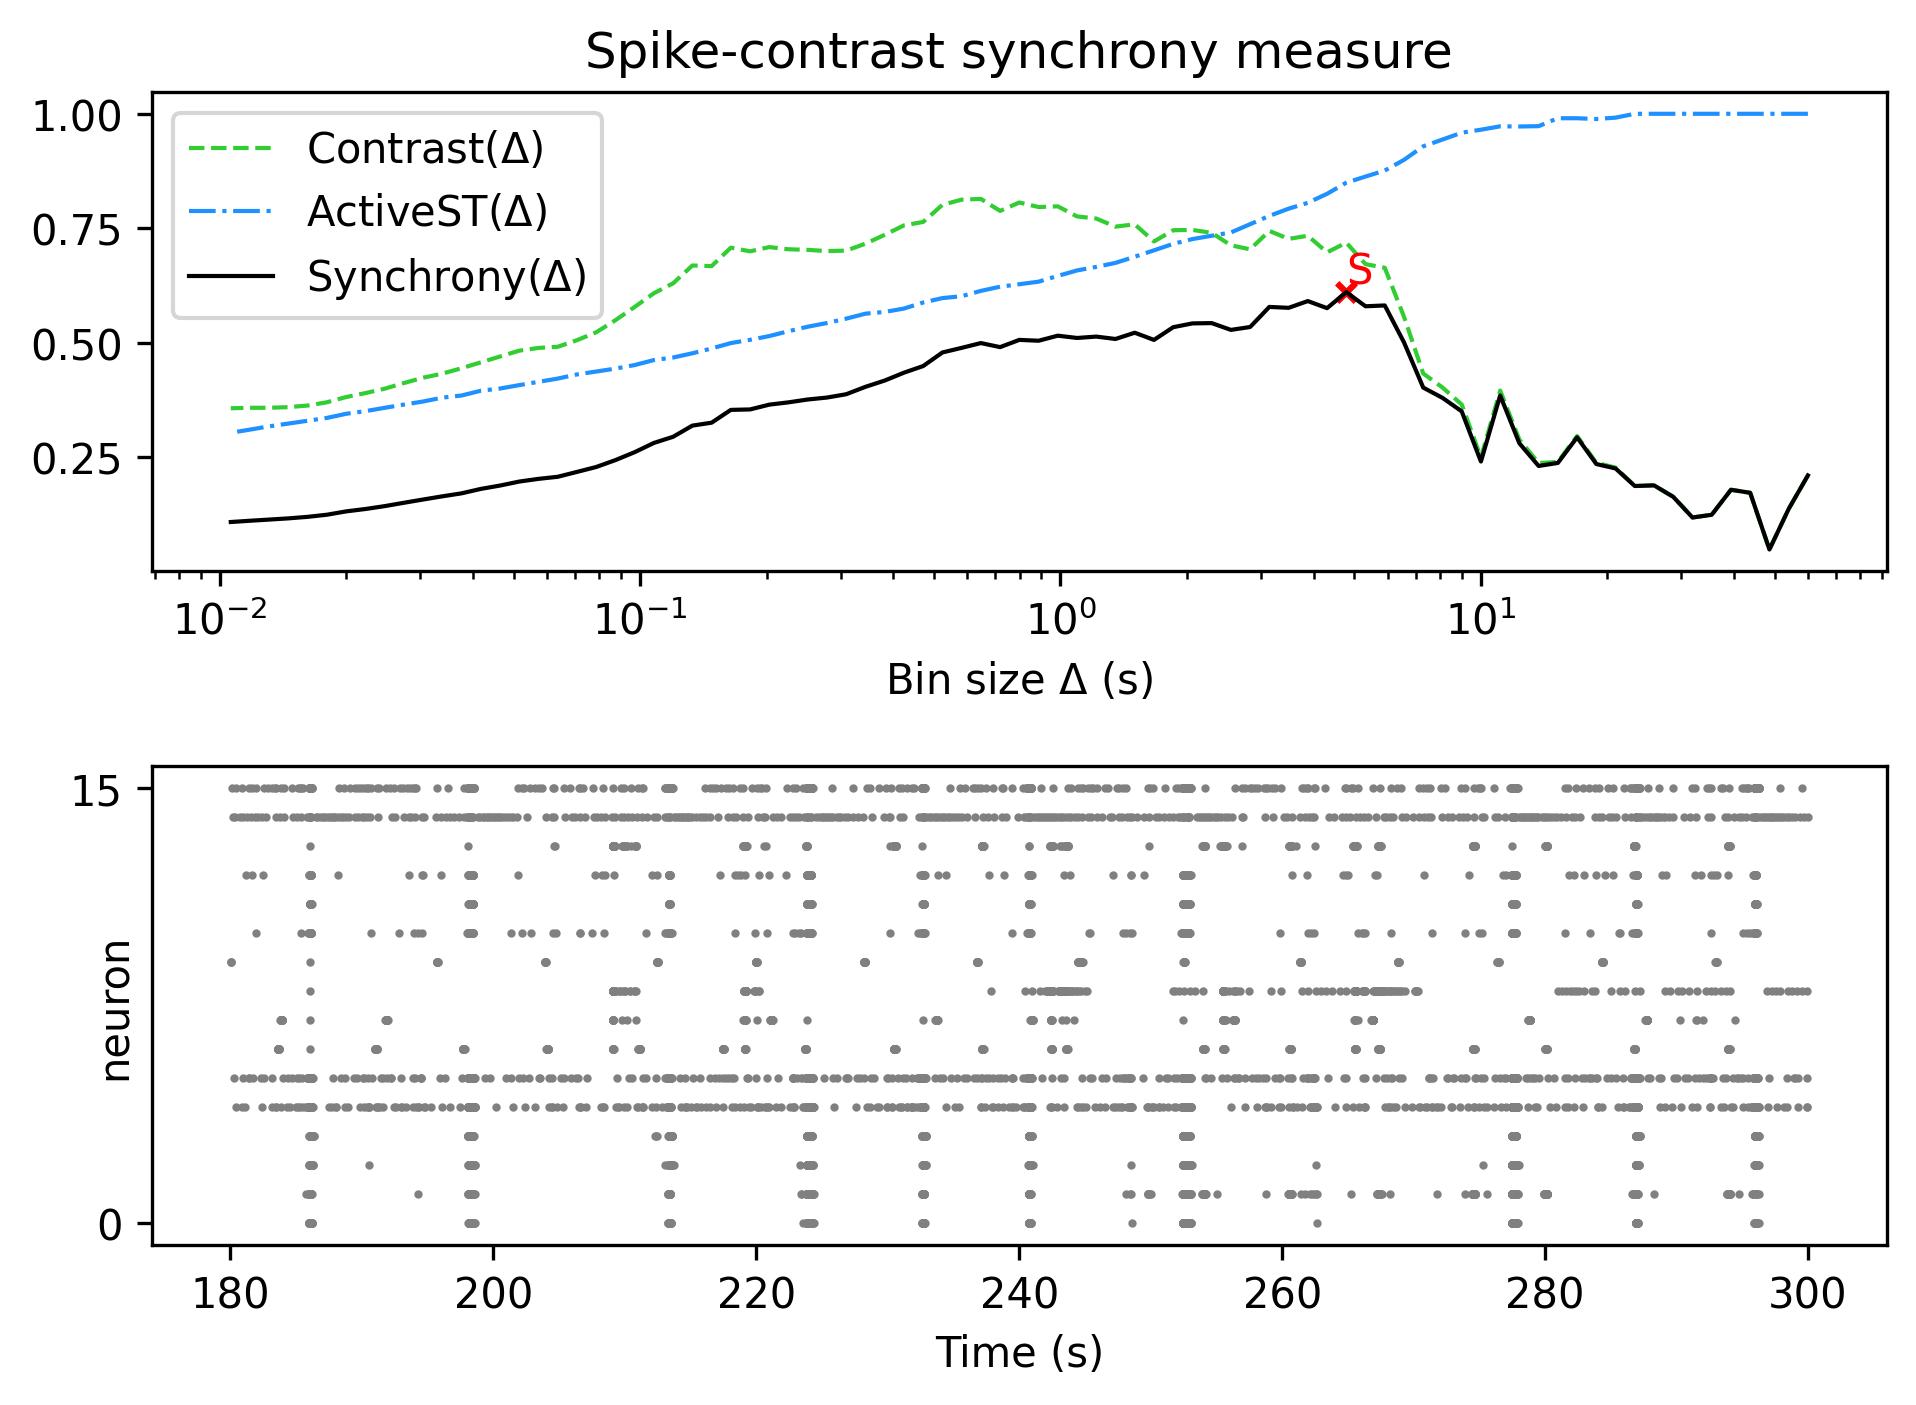 Spike-contrast synchrony measure
1.00
0.75
0.50
0.25
Contrast(Δ)
ActiveST(Δ)
Synchrony(Δ)
S
10⁻² 10⁻¹ 10⁰ 10¹
Bin size Δ (s)
15
neuron
0
180 200 220 240 260 280 300
Time (s)